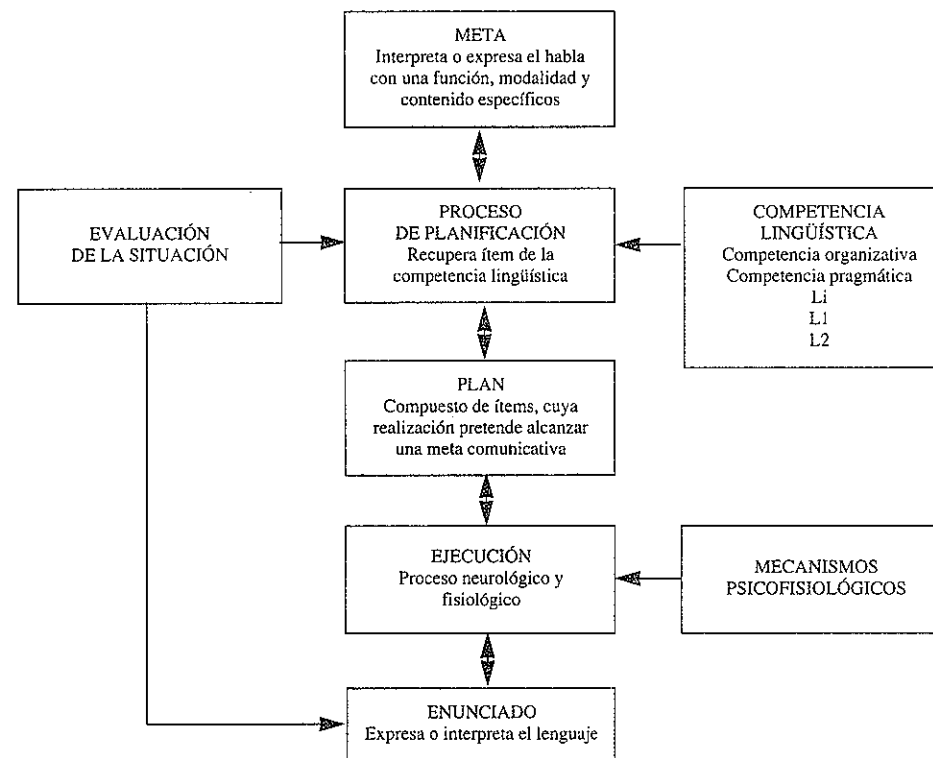 META
Interpreta o expresa el habla
con una función, modalidad y
contenido específicos
EVALUACIÓN
DE LA SITUACIÓN
PROCESO
DE PLANIFICACIÓN
Recupera ítem de la
competencia lingüística
COMPETENCIA
LINGÜÍSTICA
Competencia organizativa
Competencia pragmática
Li
L1
L2
PLAN
Compuesto de ítems, cuya
realización pretende alcanzar
una meta comunicativa
EJECUCIÓN
Proceso neurológico y
fisiológico
MECANISMOS
PSICOFISIOLÓGICOS
ENUNCIADO
Expresa o interpreta el lenguaje